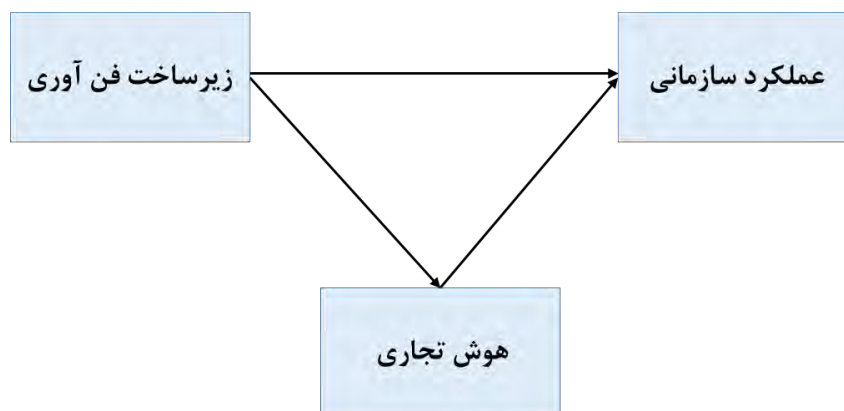 عملکرد سازمانی
زیرساخت فن آوری
هوش تجاری